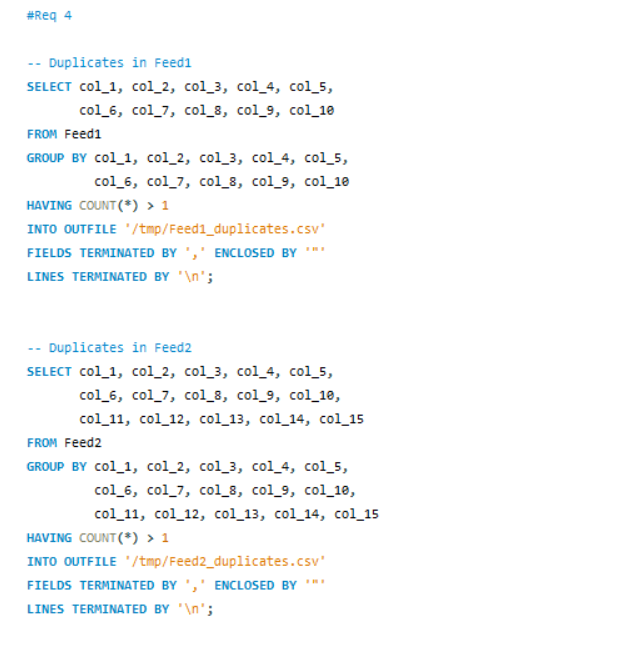 #Req 4
-- Duplicates in Feed1
SELECT col_1, col_2, col_3, col_4, col_5,
col_6, col_7, col_8, col_9, col_10
FROM Feed1
GROUP BY col_1, col_2, col_3, col_4, col_5,
col_6, col_7, col_8, col_9, col_10
HAVING COUNT(*) > 1
INTO OUTFILE '/tmp/Feed1_duplicates.csv'
FIELDS TERMINATED BY ',' ENCLOSED BY '"'
LINES TERMINATED BY '\n';
-- Duplicates in Feed2
SELECT col_1, col_2, col_3, col_4, col_5,
col_6, col_7, col_8, col_9, col_10,
col_11, col_12, col_13, col_14, col_15
FROM Feed2
GROUP BY col_1, col_2, col_3, col_4, col_5,
col_6, col_7, col_8, col_9, col_10,
col_11, col_12, col_13, col_14, col_15
HAVING COUNT(*) > 1
INTO OUTFILE '/tmp/Feed2_duplicates.csv'
FIELDS TERMINATED BY ',' ENCLOSED BY '"'
LINES TERMINATED BY '\n';